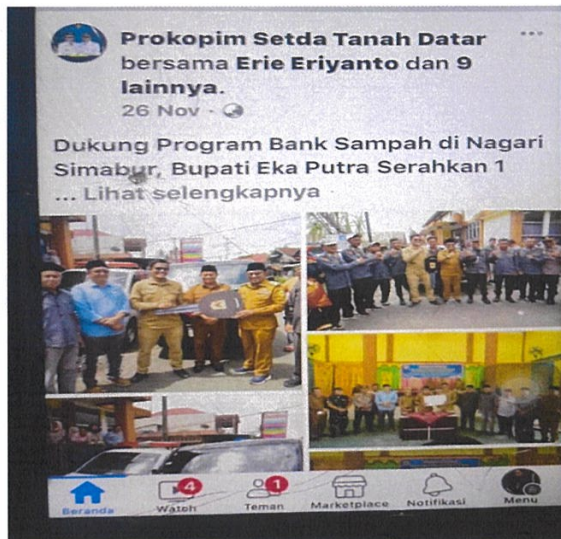 Prokopim Setda Tanah Datar
bersama Erie Eriyanto dan 9
lainnya.
26 Nov
Dukung Program Bank Sampah di Nagari
Simabur, Bupati Eka Putra Serahkan 1
... Lihat selengkapnya
4
1
Beranda
Watch
Teman
Marketplace
Notifikasi
Menu